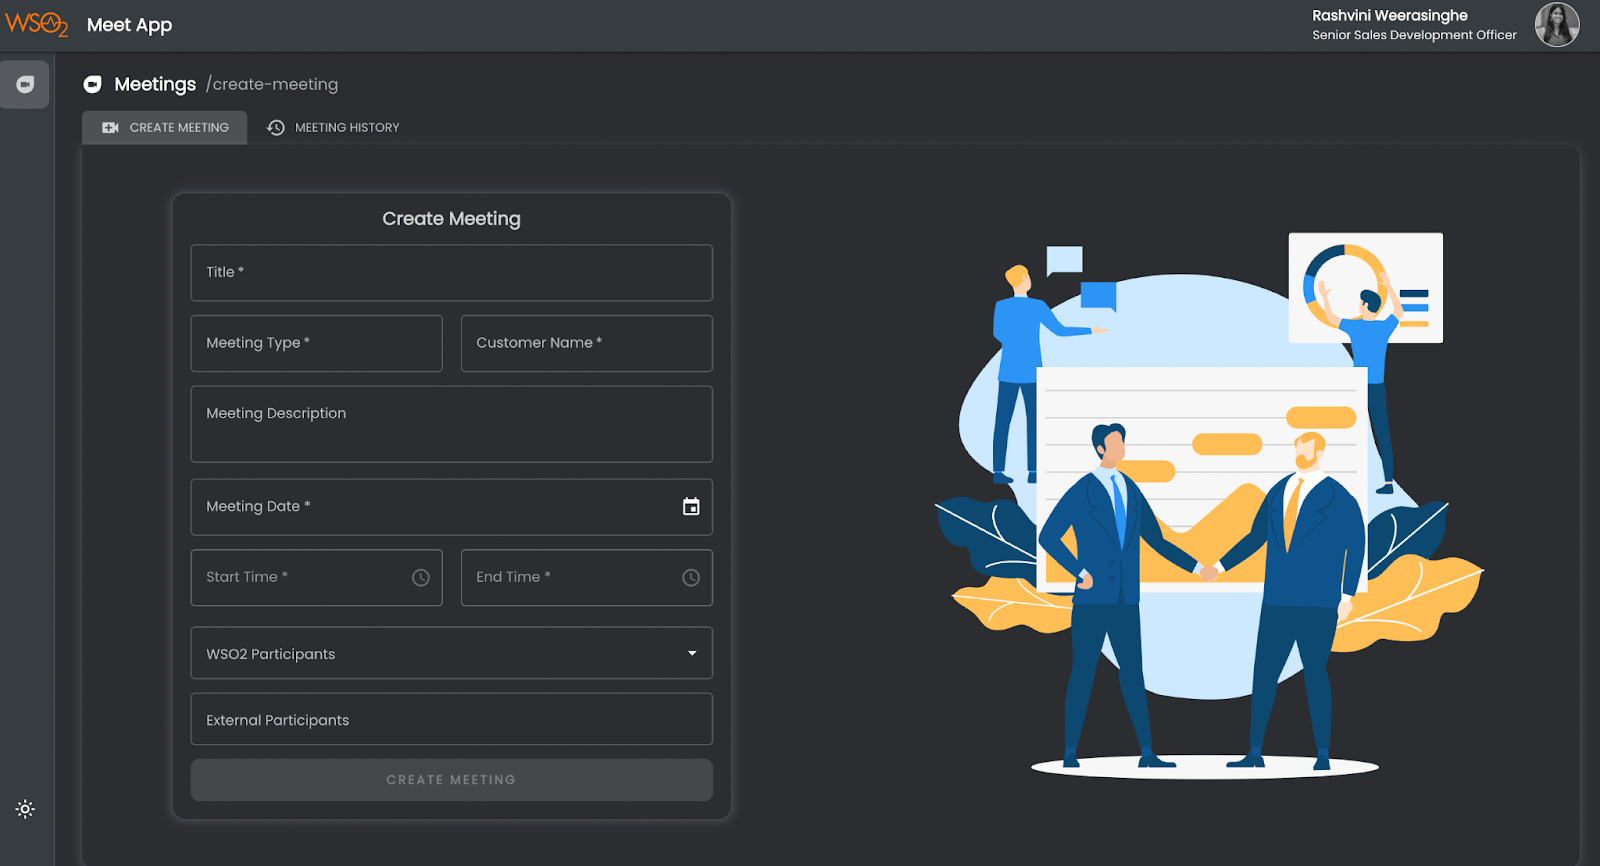 WSO2 Meet App
Rashvini Weerasinghe
Senior Sales Development Officer
Meetings /create-meeting
CREATE MEETING
MEETING HISTORY
Create Meeting
Title *
Meeting Type *
Customer Name *
Meeting Description
Meeting Date *
Start Time *
End Time *
WSO2 Participants
External Participants
CREATE MEETING